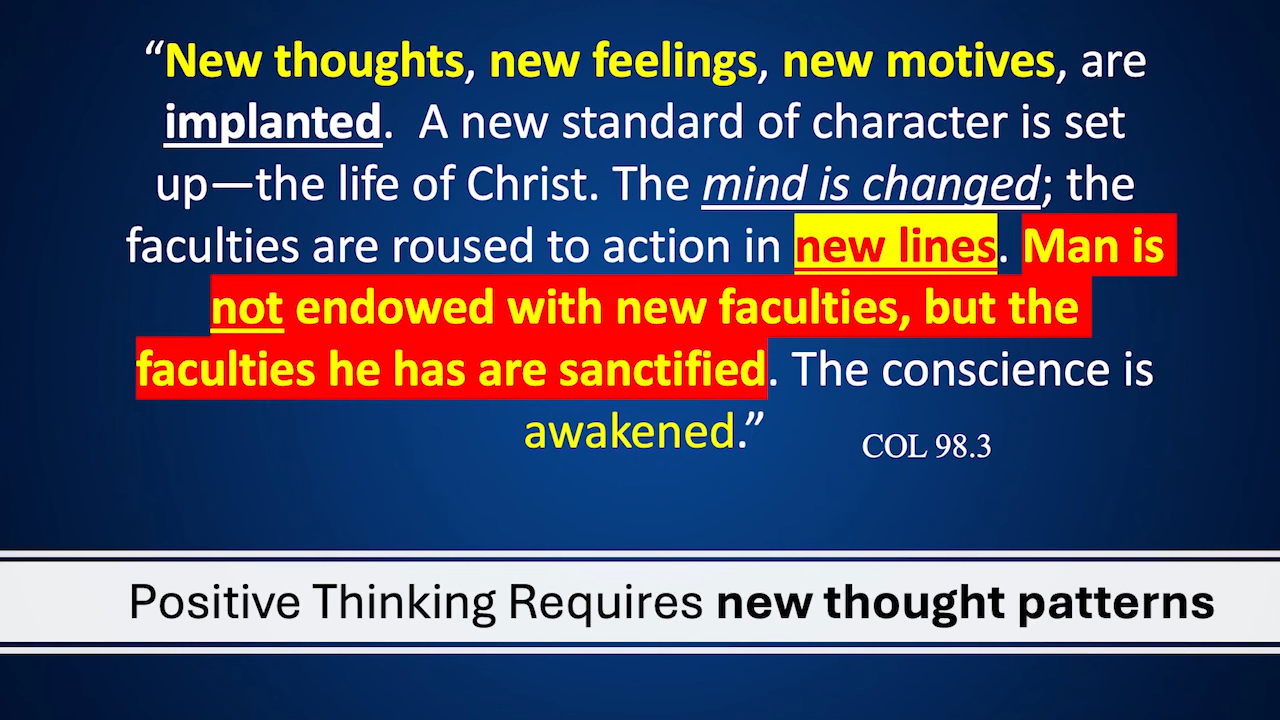 “New thoughts, new feelings, new motives, are
implanted.  A new standard of character is set
up—the life of Christ. The mind is changed; the
faculties are roused to action in new lines. Man is
not endowed with new faculties, but the
faculties he has are sanctified. The conscience is
awakened.”
COL 98.3
Positive Thinking Requires new thought patterns